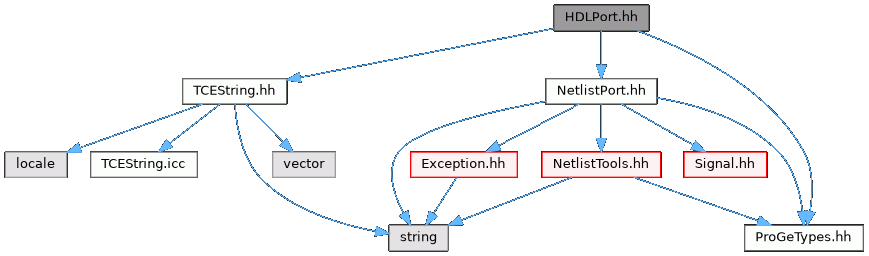 HDLPort.hh
TCEString.hh
NetlistPort.hh
locale
TCEString.icc
vector
Exception.hh
NetlistTools.hh
Signal.hh
string
ProGeTypes.hh